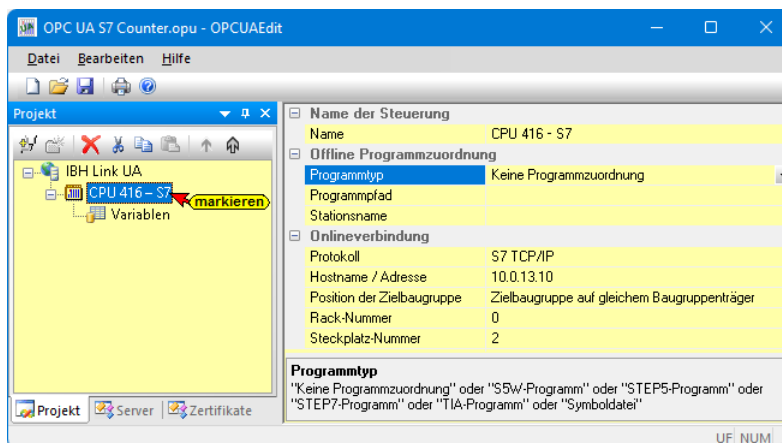 OPC UA S7 Counter.opu - OPCUAEdit
Datei Bearbeiten Hilfe
Projekt
IBH Link UA
CPU 416 – S7
markieren
Variablen
Projekt Server Zertifikate
Name der Steuerung
Name CPU 416 - S7
Offline Programmzuordnung
Programmtyp Keine Programmzuordnung
Programmpfad
Stationsname
Onlineverbindung
Protokoll S7 TCP/IP
Hostname / Adresse 10.0.13.10
Position der Zielbaugruppe Zielbaugruppe auf gleichem Baugruppenträger
Rack-Nummer 0
Steckplatz-Nummer 2
Programmtyp
"Keine Programmzuordnung" oder "S5W-Programm" oder "STEP5-Programm" oder
"STEP7-Programm" oder "TIA-Programm" oder "Symboldatei"
UF NUM